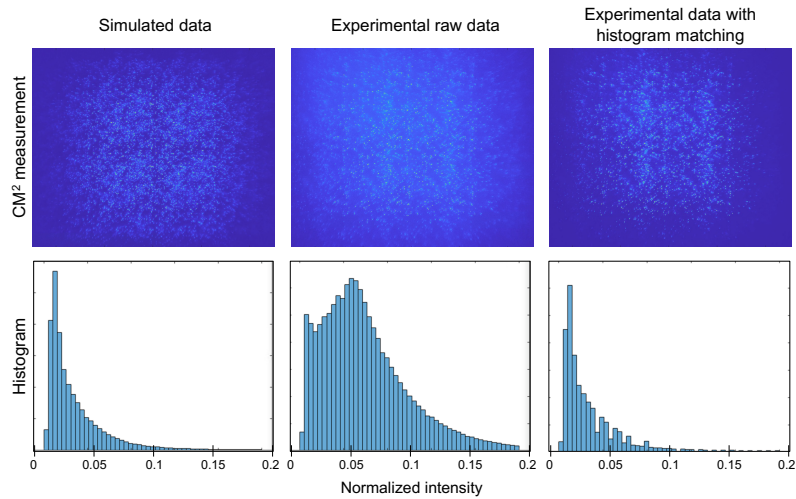 Simulated data
Experimental raw data
Experimental data with
histogram matching
CM² measurement
Histogram
0 0.05 0.1 0.15 0.2
0 0.05 0.1 0.15 0.2
0 0.05 0.1 0.15 0.2
Normalized intensity